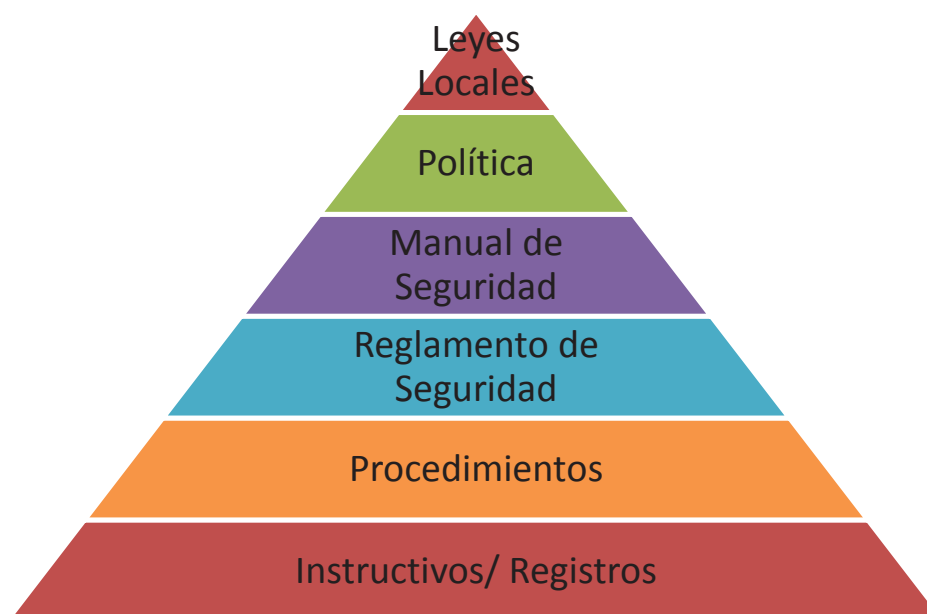 Leyes
Locales
Política
Manual de
Seguridad
Reglamento de
Seguridad
Procedimientos
Instructivos/ Registros